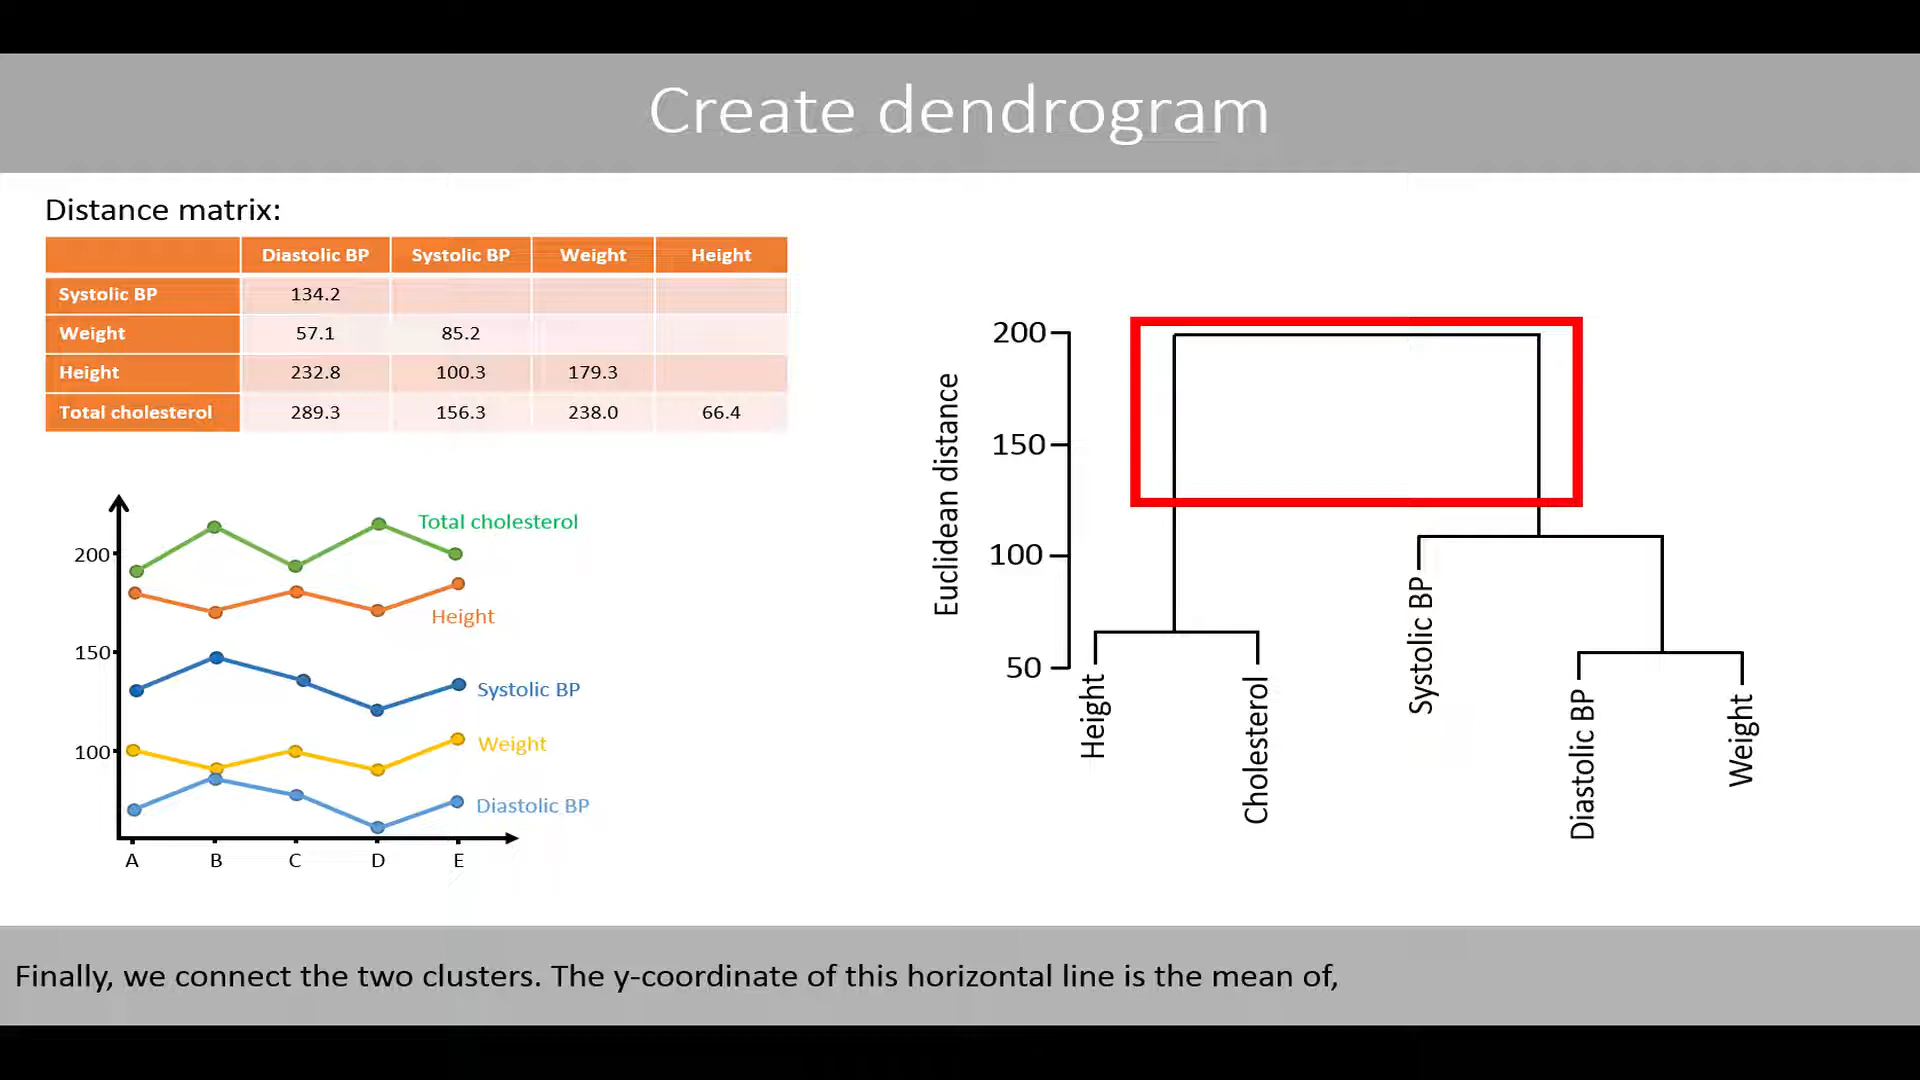 Create dendrogram
Distance matrix:
Diastolic BP Systolic BP Weight Height
Systolic BP 134.2
Weight 57.1 85.2
Height 232.8 100.3 179.3
Total cholesterol 289.3 156.3 238.0 66.4
200
150
100
Total cholesterol
Height
Systolic BP
Weight
Diastolic BP
A B C D E
Euclidean distance
200
150
100
50
Height
Cholesterol
Systolic BP
Diastolic BP
Weight
Finally, we connect the two clusters. The y-coordinate of this horizontal line is the mean of,